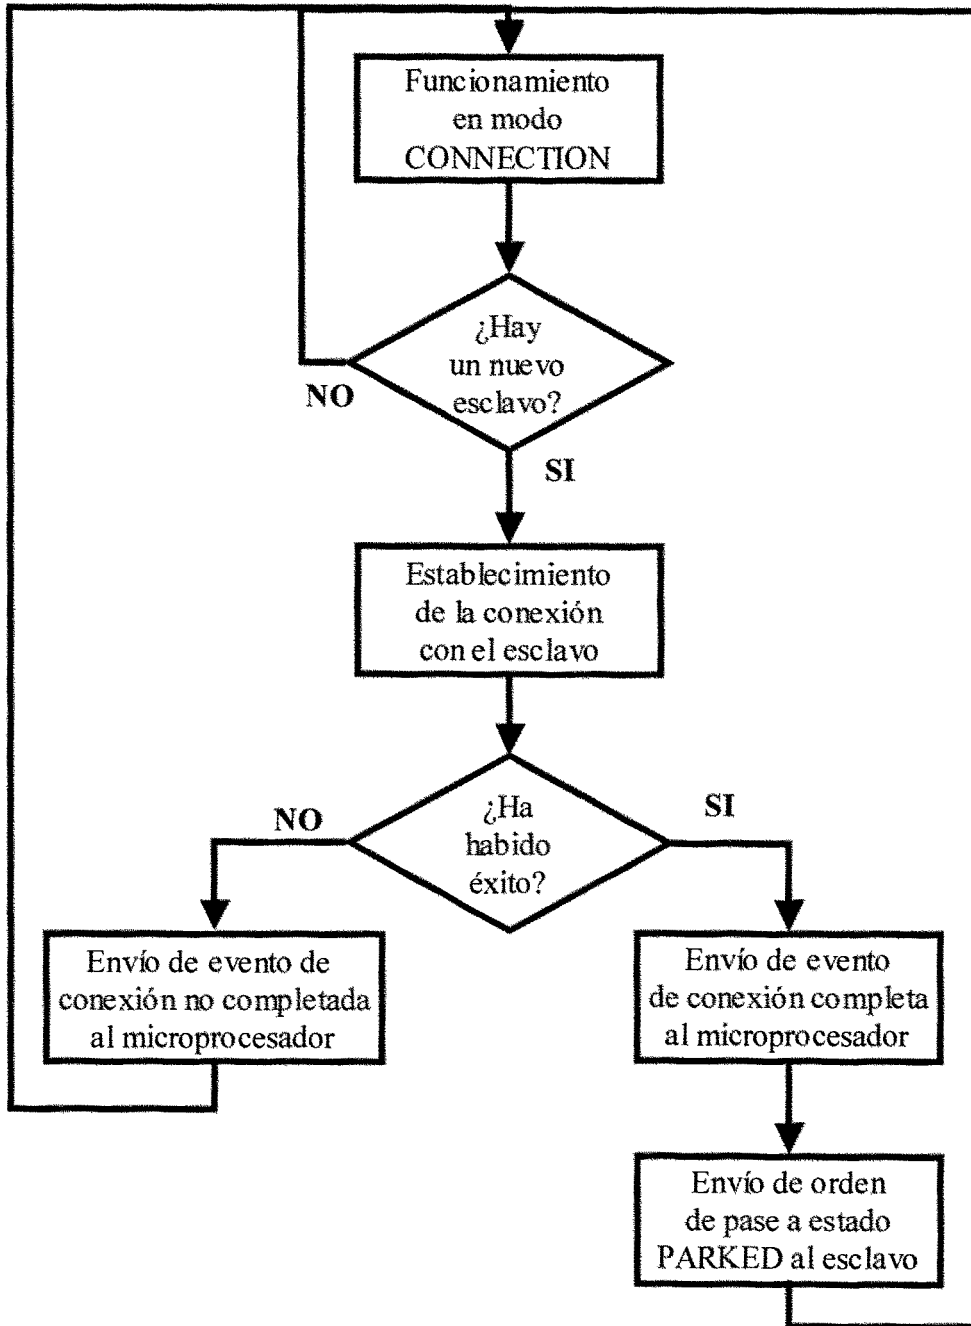 Funcionamiento
en modo
CONNECTION
¿Hay
un nuevo
esclavo?
NO
SI
Establecimiento
de la conexión
con el esclavo
¿Ha
habido
éxito?
NO
SI
Envío de evento de
conexión no completada
al microprocesador
Envío de evento
de conexión completa
al microprocesador
Envío de orden
de pase a estado
PARKED al esclavo